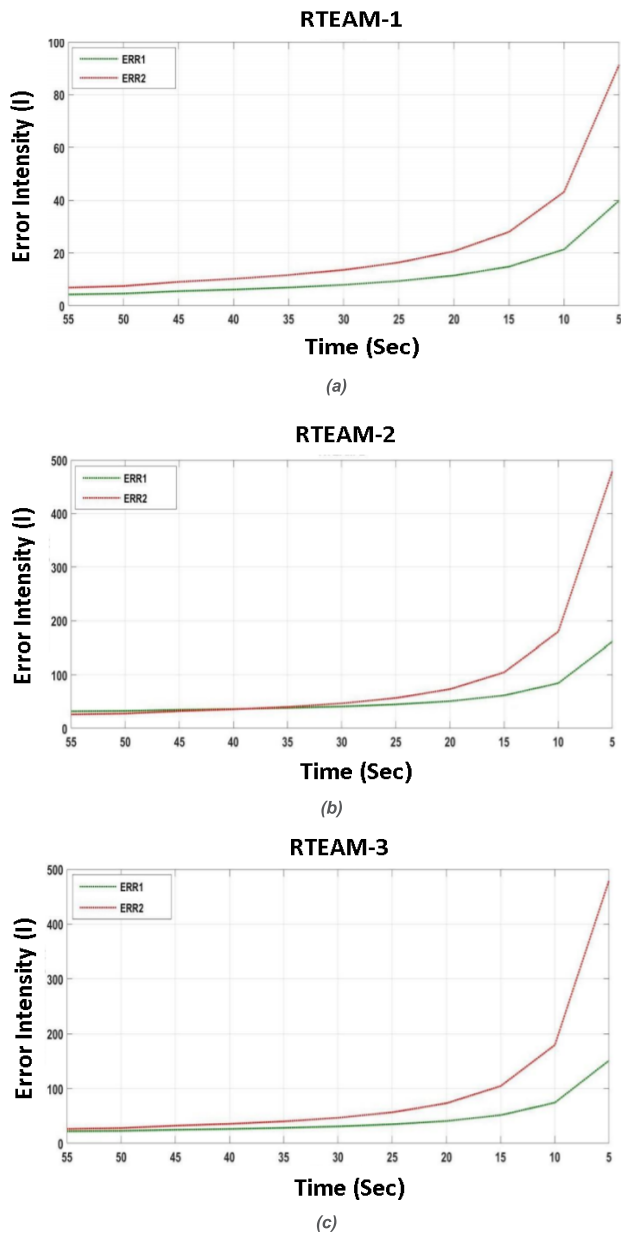 RTEAM-1
100
ERR1
ERR2
80
60
40
20
0
Error Intensity (I)
55 50 45 40 35 30 25 20 15 10 5
Time (Sec)
(a)
RTEAM-2
500
ERR1
ERR2
400
300
200
100
0
Error Intensity (I)
55 50 45 40 35 30 25 20 15 10 5
Time (Sec)
(b)
RTEAM-3
500
ERR1
ERR2
400
300
200
100
0
Error Intensity (I)
55 50 45 40 35 30 25 20 15 10 5
Time (Sec)
(c)